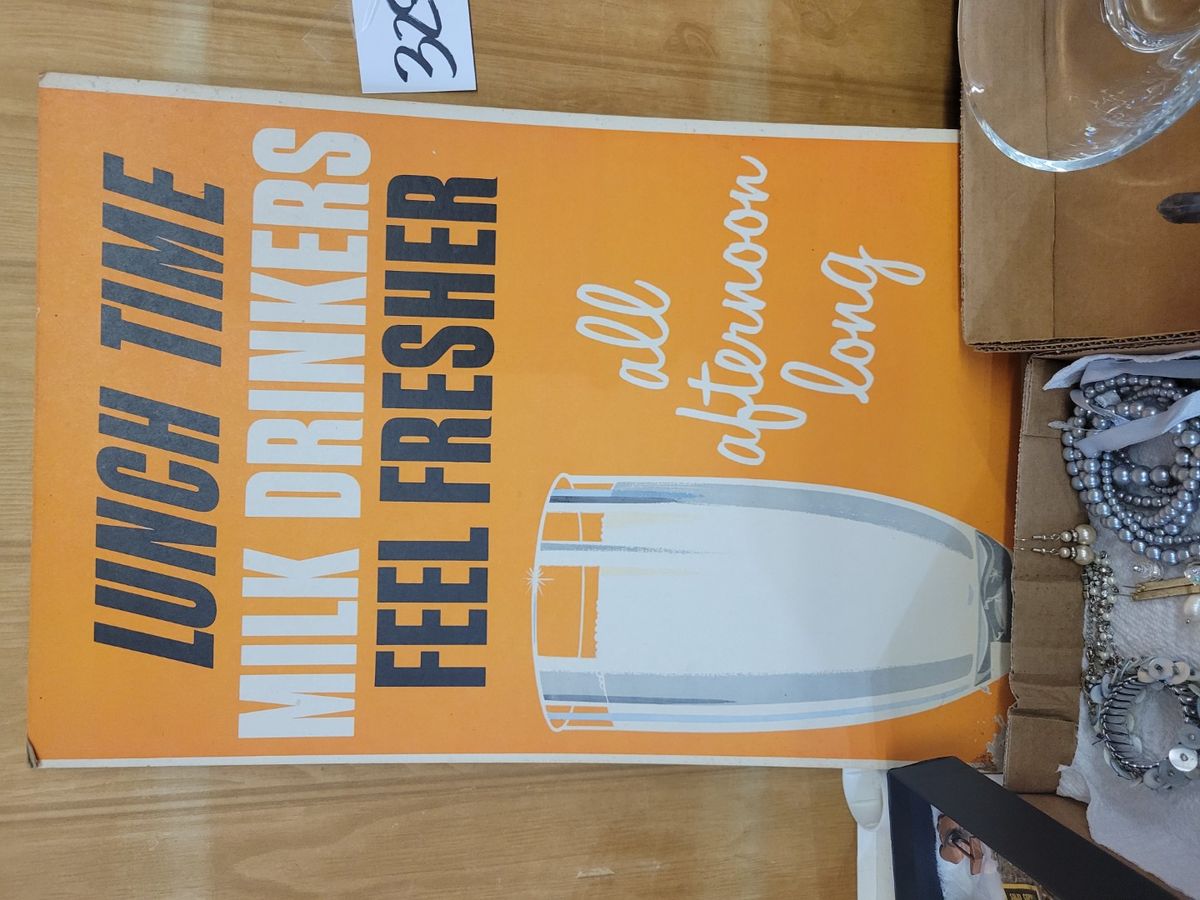 LUNCH TIME
MILK DRINKERS
FEEL FRESHER
all
afternoon
long